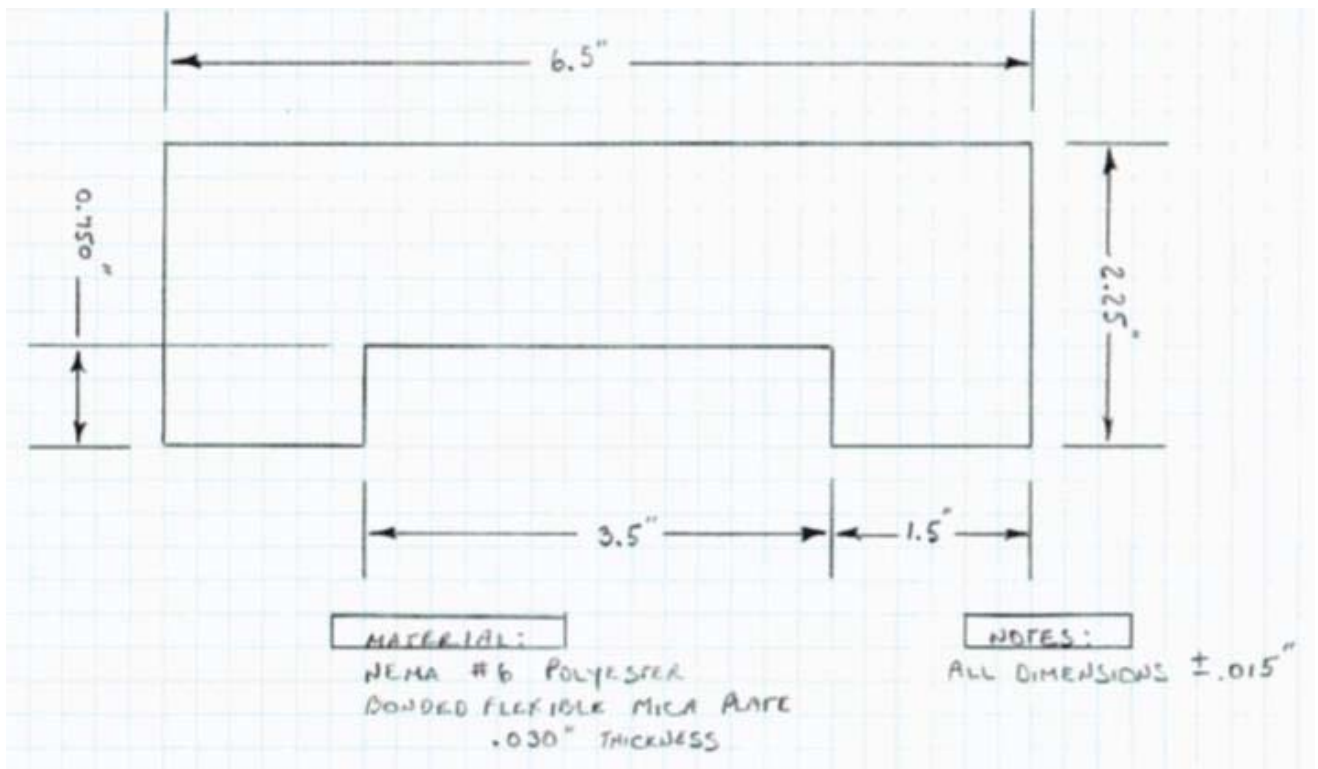 6.5"
0.750"
2.25"
3.5"
1.5"
MATERIAL:
NEMA #6 POLYESTER
BONDED FLEXIBLE MICA PLATE
.030" THICKNESS
NOTES:
ALL DIMENSIONS ±.015"